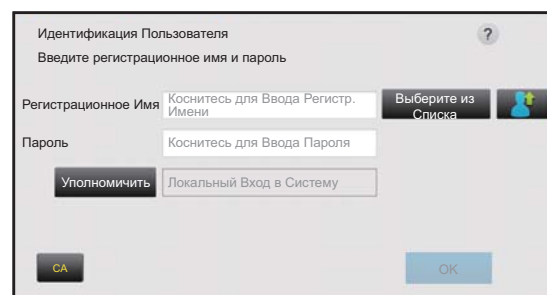 Идентификация Пользователя
?
Введите регистрационное имя и пароль
Регистрационное Имя
Коснитесь для Ввода Регистр.
Имени
Выберите из
Списка
Пароль
Коснитесь для Ввода Пароля
Уполномичить
Локальный Вход в Систему
CA
OK